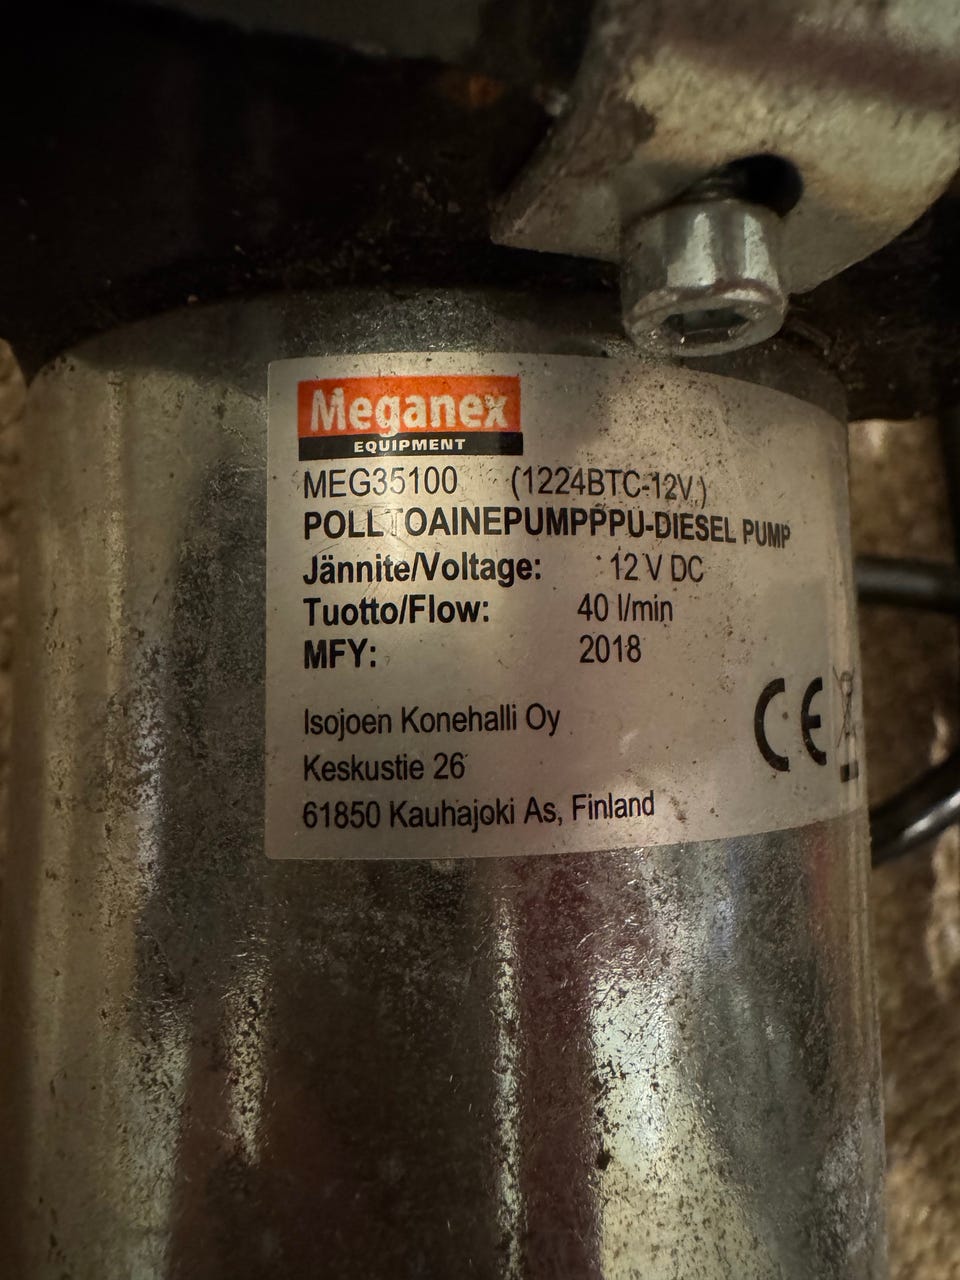 Meganex
EQUIPMENT
MEG35100 (1224BTC-12V)
POLLTOAINEPUMPPPU-DIESEL PUMP
Jännite/Voltage: 12 V DC
Tuotto/Flow: 40 l/min
MFY: 2018
Isojoen Konehalli Oy
Keskustie 26
61850 Kauhajoki As, Finland
CE